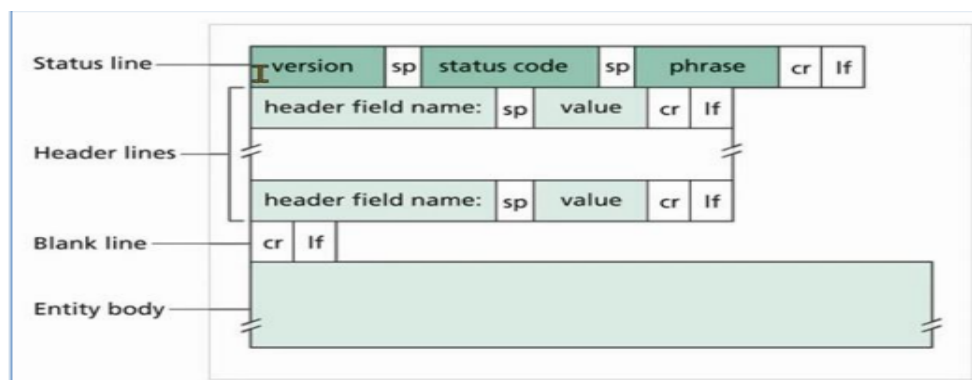 Status line version sp status code sp phrase cr lf
header field name: sp value cr lf
Header lines
header field name: sp value cr lf
Blank line cr lf
Entity body